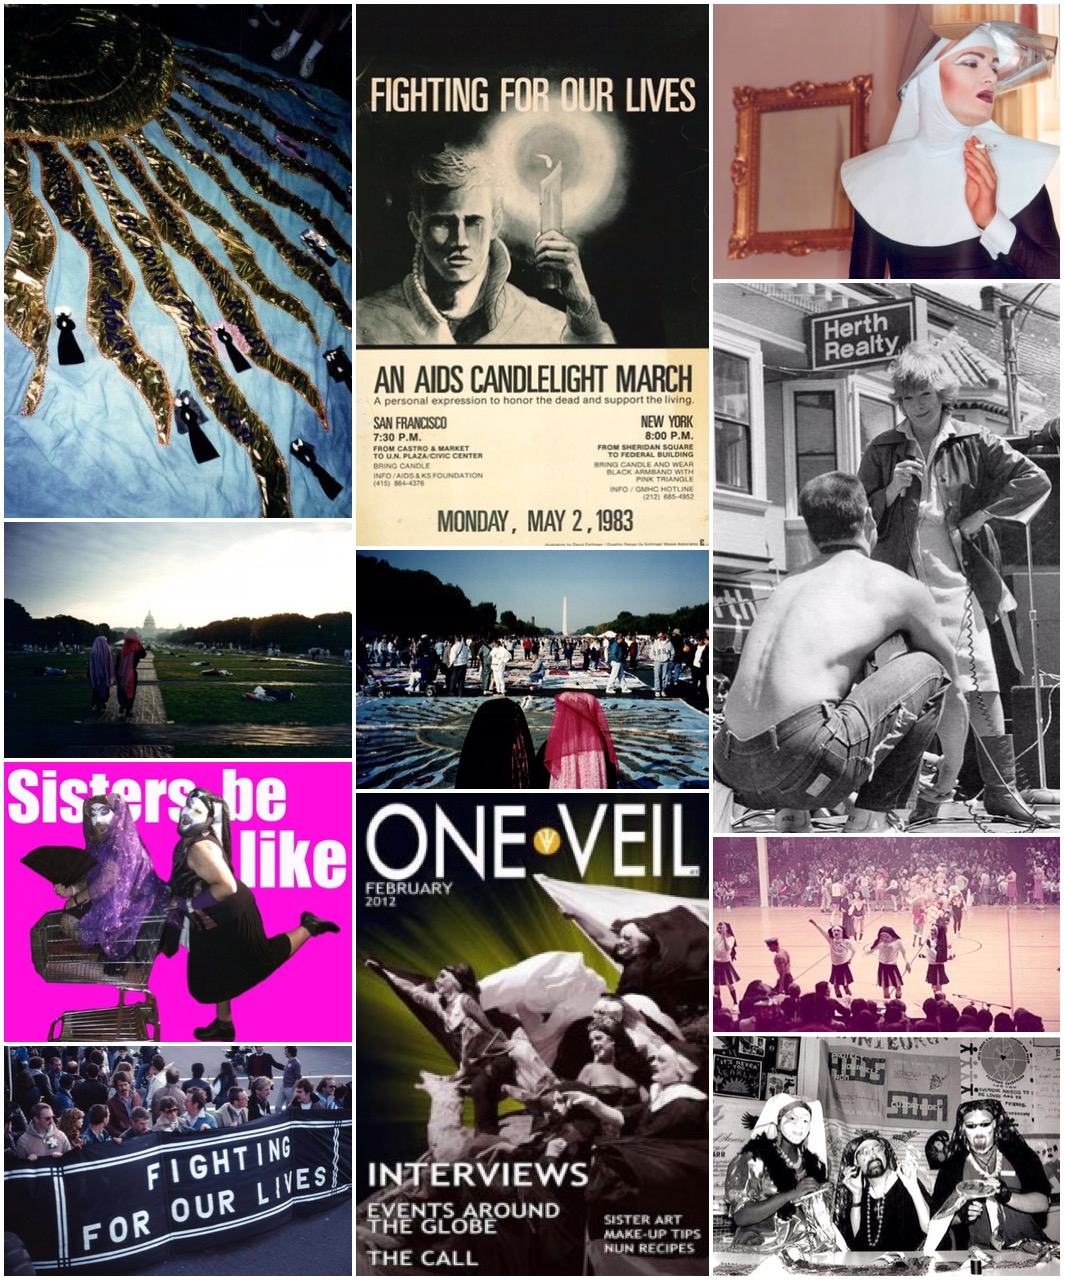 FIGHTING FOR OUR LIVES
AN AIDS CANDLELIGHT MARCH
A personal expression to honor the dead and support the living.
SAN FRANCISCO
7:30 P.M.
FROM CASTRO & MARKET
TO U.N. PLAZA/CIVIC CENTER
BRING CANDLE
INFO / AIDS & KS FOUNDATION
(415) 864-4376
NEW YORK
8:00 P.M.
FROM SHERIDAN SQUARE
TO FEDERAL BUILDING
BRING CANDLE AND WEAR
BLACK ARMBAND WITH
PINK TRIANGLE
INFO / GMHC HOTLINE
(212) 685-4952
MONDAY, MAY 2, 1983
Herth
Realty
Sisters be
like
ONE VEIL
FEBRUARY
2012
INTERVIEWS
EVENTS AROUND
THE GLOBE
THE CALL
SISTER ART
MAKE-UP TIPS
NUN RECIPES
FIGHTING
FOR OUR LIVES
IT'S NEVER